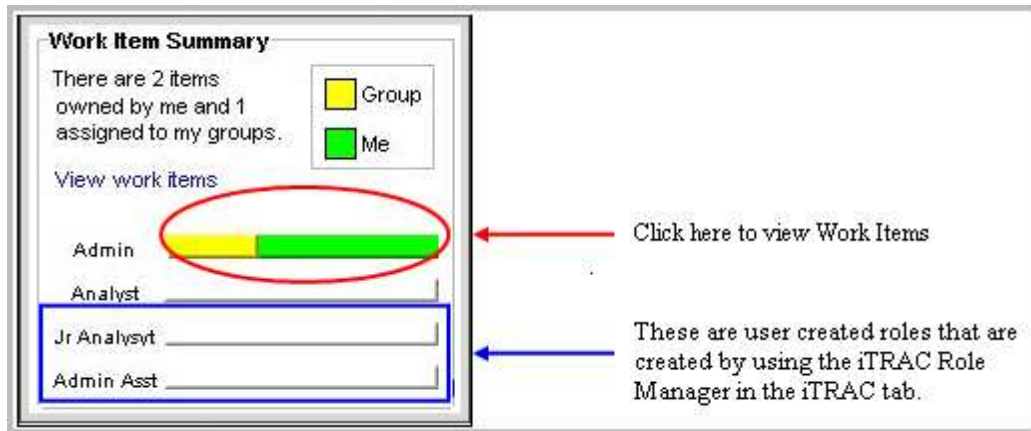 Work Item Summary
There are 2 items
owned by me and 1
assigned to my groups.
Group
Me
View work items
Admin
Analyst
Jr Analysyt
Admin Asst
Click here to view Work Items
.
These are user created roles that are
created by using the iTRAC Role
Manager in the iTRAC tab.